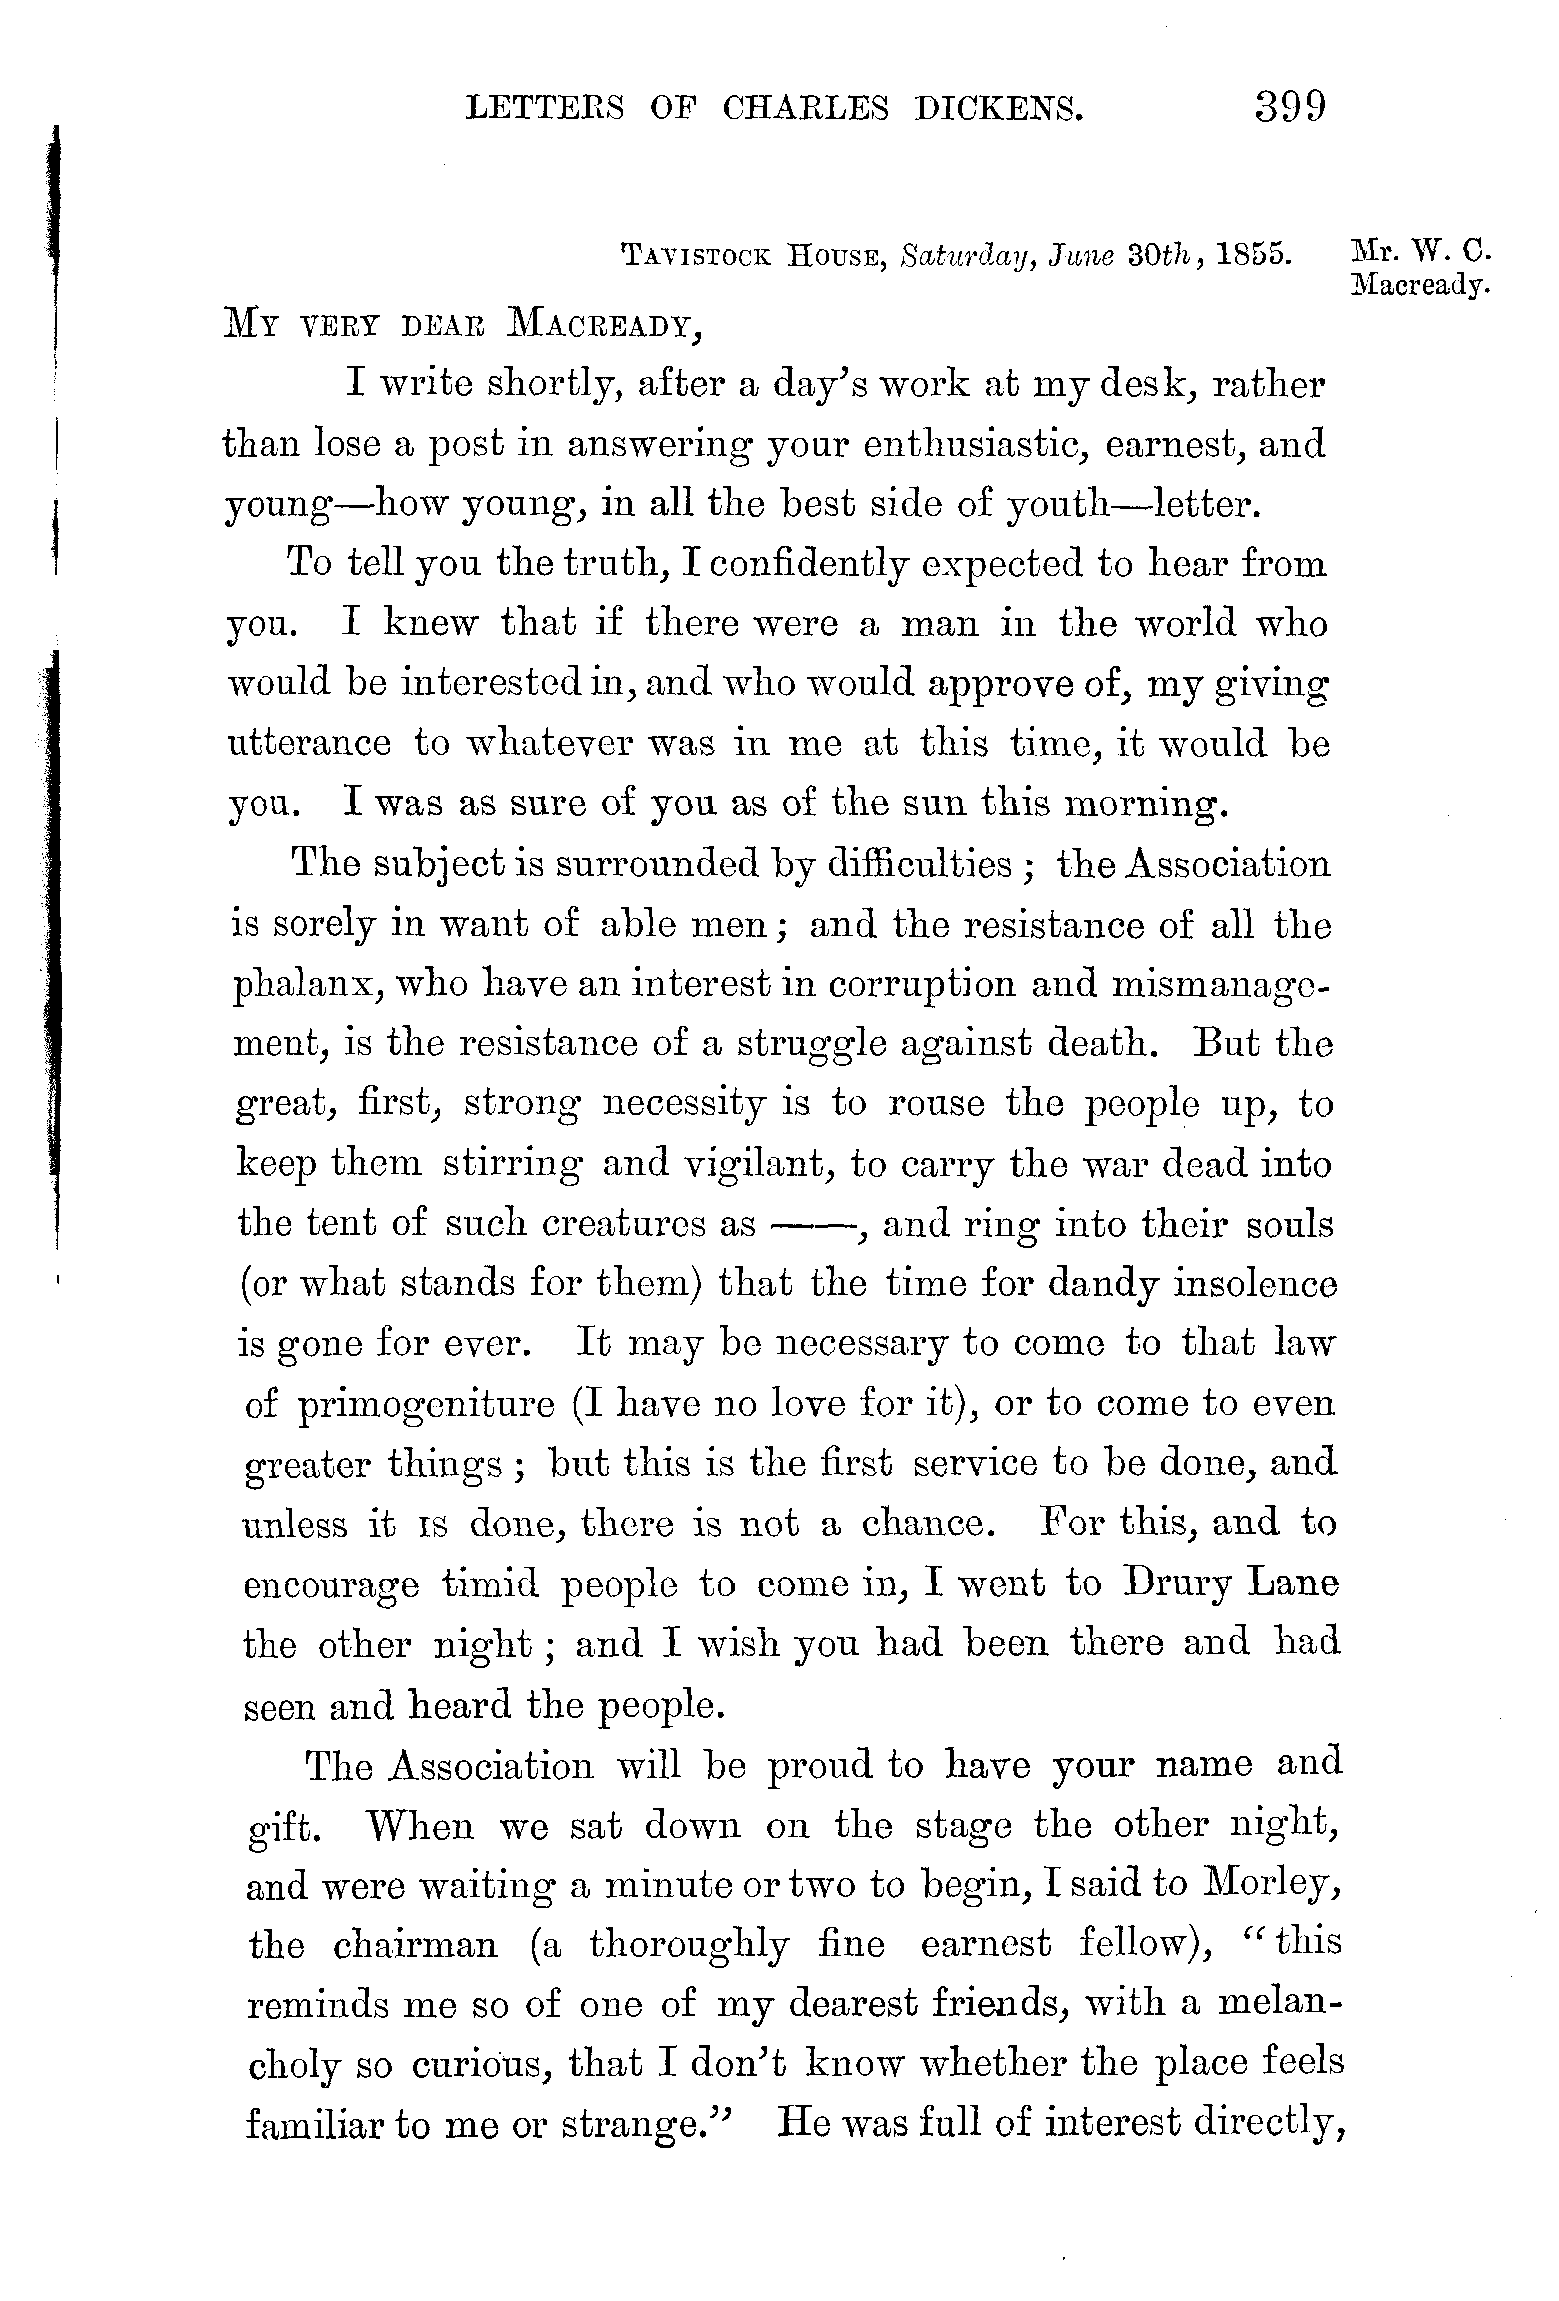 LETTERS OF CHARLES DICKENS. 399
TAVISTOCK HOUSE, Saturday, June 30th, 1855.
Mr. W. C.
Macready.
MY VERY DEAR MACREADY,
I write shortly, after a day's work at my desk, rather
than lose a post in answering your enthusiastic, earnest, and
young—how young, in all the best side of youth—letter.
To tell you the truth, I confidently expected to hear from
you. I knew that if there were a man in the world who
would be interested in, and who would approve of, my giving
utterance to whatever was in me at this time, it would be
you. I was as sure of you as of the sun this morning.
The subject is surrounded by difficulties; the Association
is sorely in want of able men; and the resistance of all the
phalanx, who have an interest in corruption and mismanage-
ment, is the resistance of a struggle against death. But the
great, first, strong necessity is to rouse the people up, to
keep them stirring and vigilant, to carry the war dead into
the tent of such creatures as ——, and ring into their souls
(or what stands for them) that the time for dandy insolence
is gone for ever. It may be necessary to come to that law
of primogeniture (I have no love for it), or to come to even
greater things; but this is the first service to be done, and
unless it IS done, there is not a chance. For this, and to
encourage timid people to come in, I went to Drury Lane
the other night; and I wish you had been there and had
seen and heard the people.
The Association will be proud to have your name and
gift. When we sat down on the stage the other night,
and were waiting a minute or two to begin, I said to Morley,
the chairman (a thoroughly fine earnest fellow), "this
reminds me so of one of my dearest friends, with a melan-
choly so curious, that I don't know whether the place feels
familiar to me or strange." He was full of interest directly,